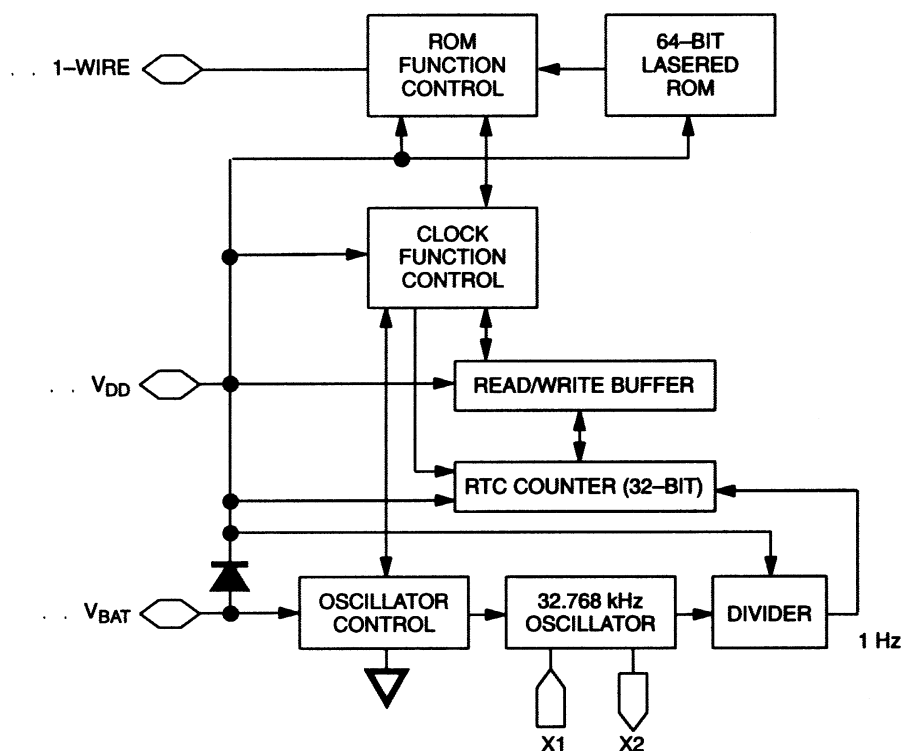 1–WIRE
ROM
FUNCTION
CONTROL
64–BIT
LASERED
ROM
CLOCK
FUNCTION
CONTROL
VDD
READ/WRITE BUFFER
RTC COUNTER (32–BIT)
VBAT
OSCILLATOR
CONTROL
32.768 kHz
OSCILLATOR
DIVIDER
1 Hz
X1
X2